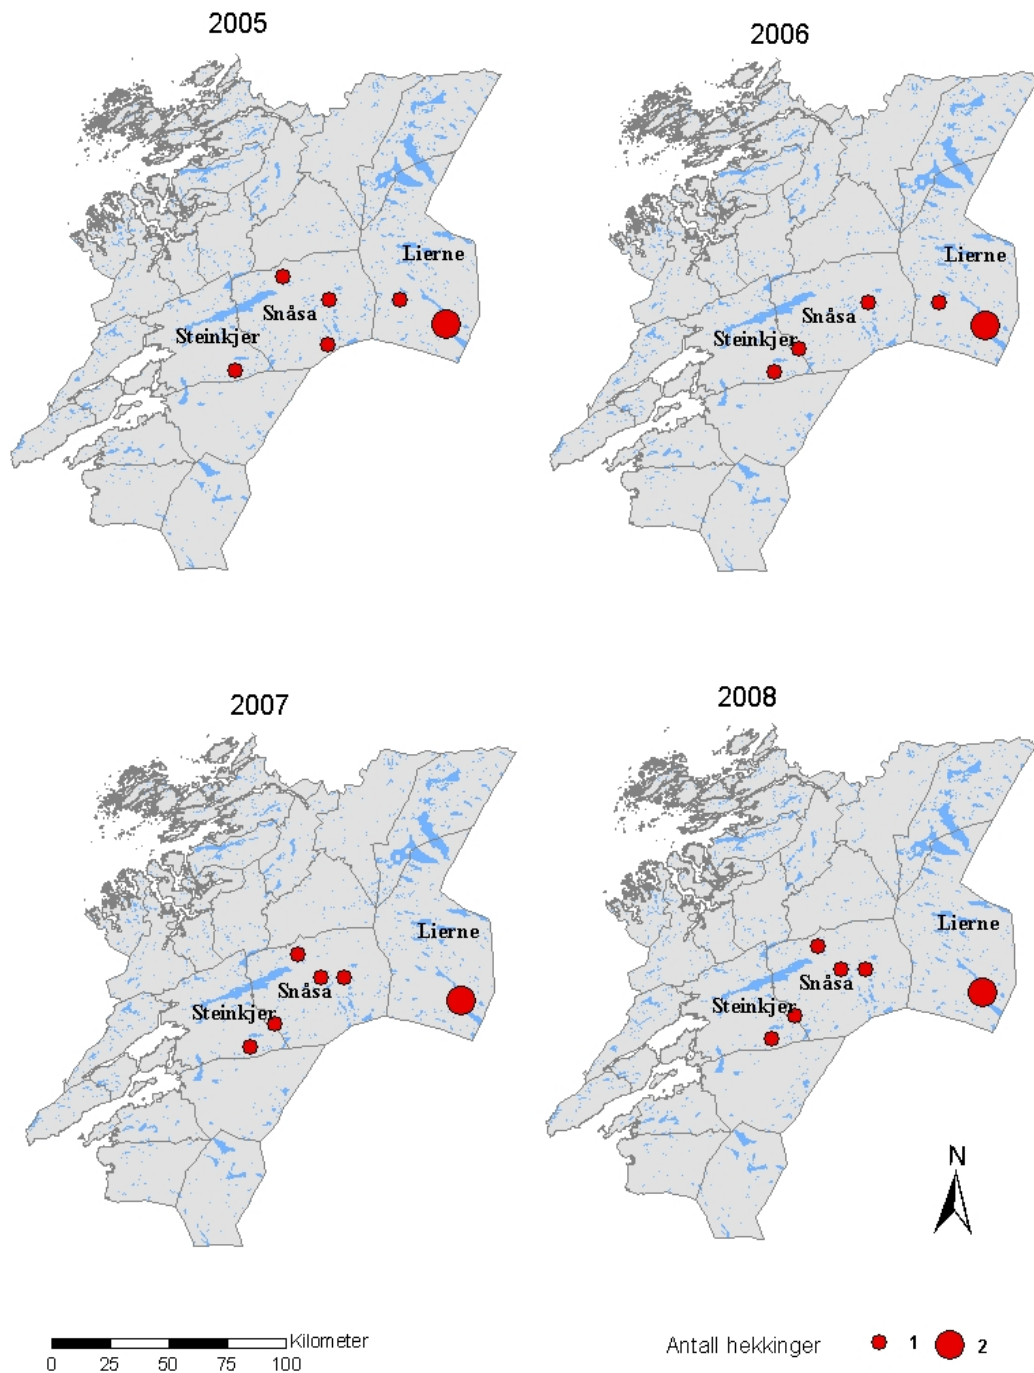 2005
2006
Lierne
Snåsa
Steinkjer
Lierne
Snåsa
Steinkjer
2007
2008
Lierne
Snåsa
Steinkjer
Lierne
Snåsa
Steinkjer
N
Kilometer
0 25 50 75 100
Antall hekkinger 1 2